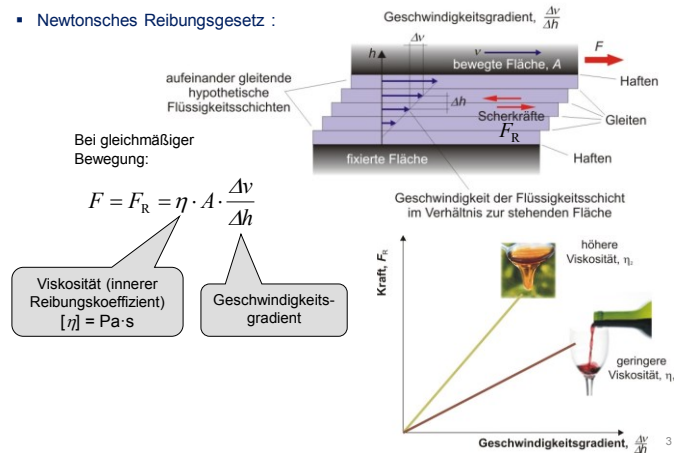 ▪ Newtonsches Reibungsgesetz :
Geschwindigkeitsgradient, Δv/Δh
Δv
h
v
bewegte Fläche, A
F
Haften
aufeinander gleitende
hypothetische
Flüssigkeitsschichten
Δh
Scherkräfte
F_R
Gleiten
fixierte Fläche
Haften
Geschwindigkeit der Flüssigkeitsschicht
im Verhältnis zur stehenden Fläche
Bei gleichmäßiger
Bewegung:
F = F_R = η · A · Δv/Δh
Viskosität (innerer
Reibungskoeffizient)
[η] = Pa·s
Geschwindigkeits-
gradient
Kraft, F_R
höhere
Viskosität, η₂
geringere
Viskosität, η₁
Geschwindigkeitsgradient, Δv/Δh
3